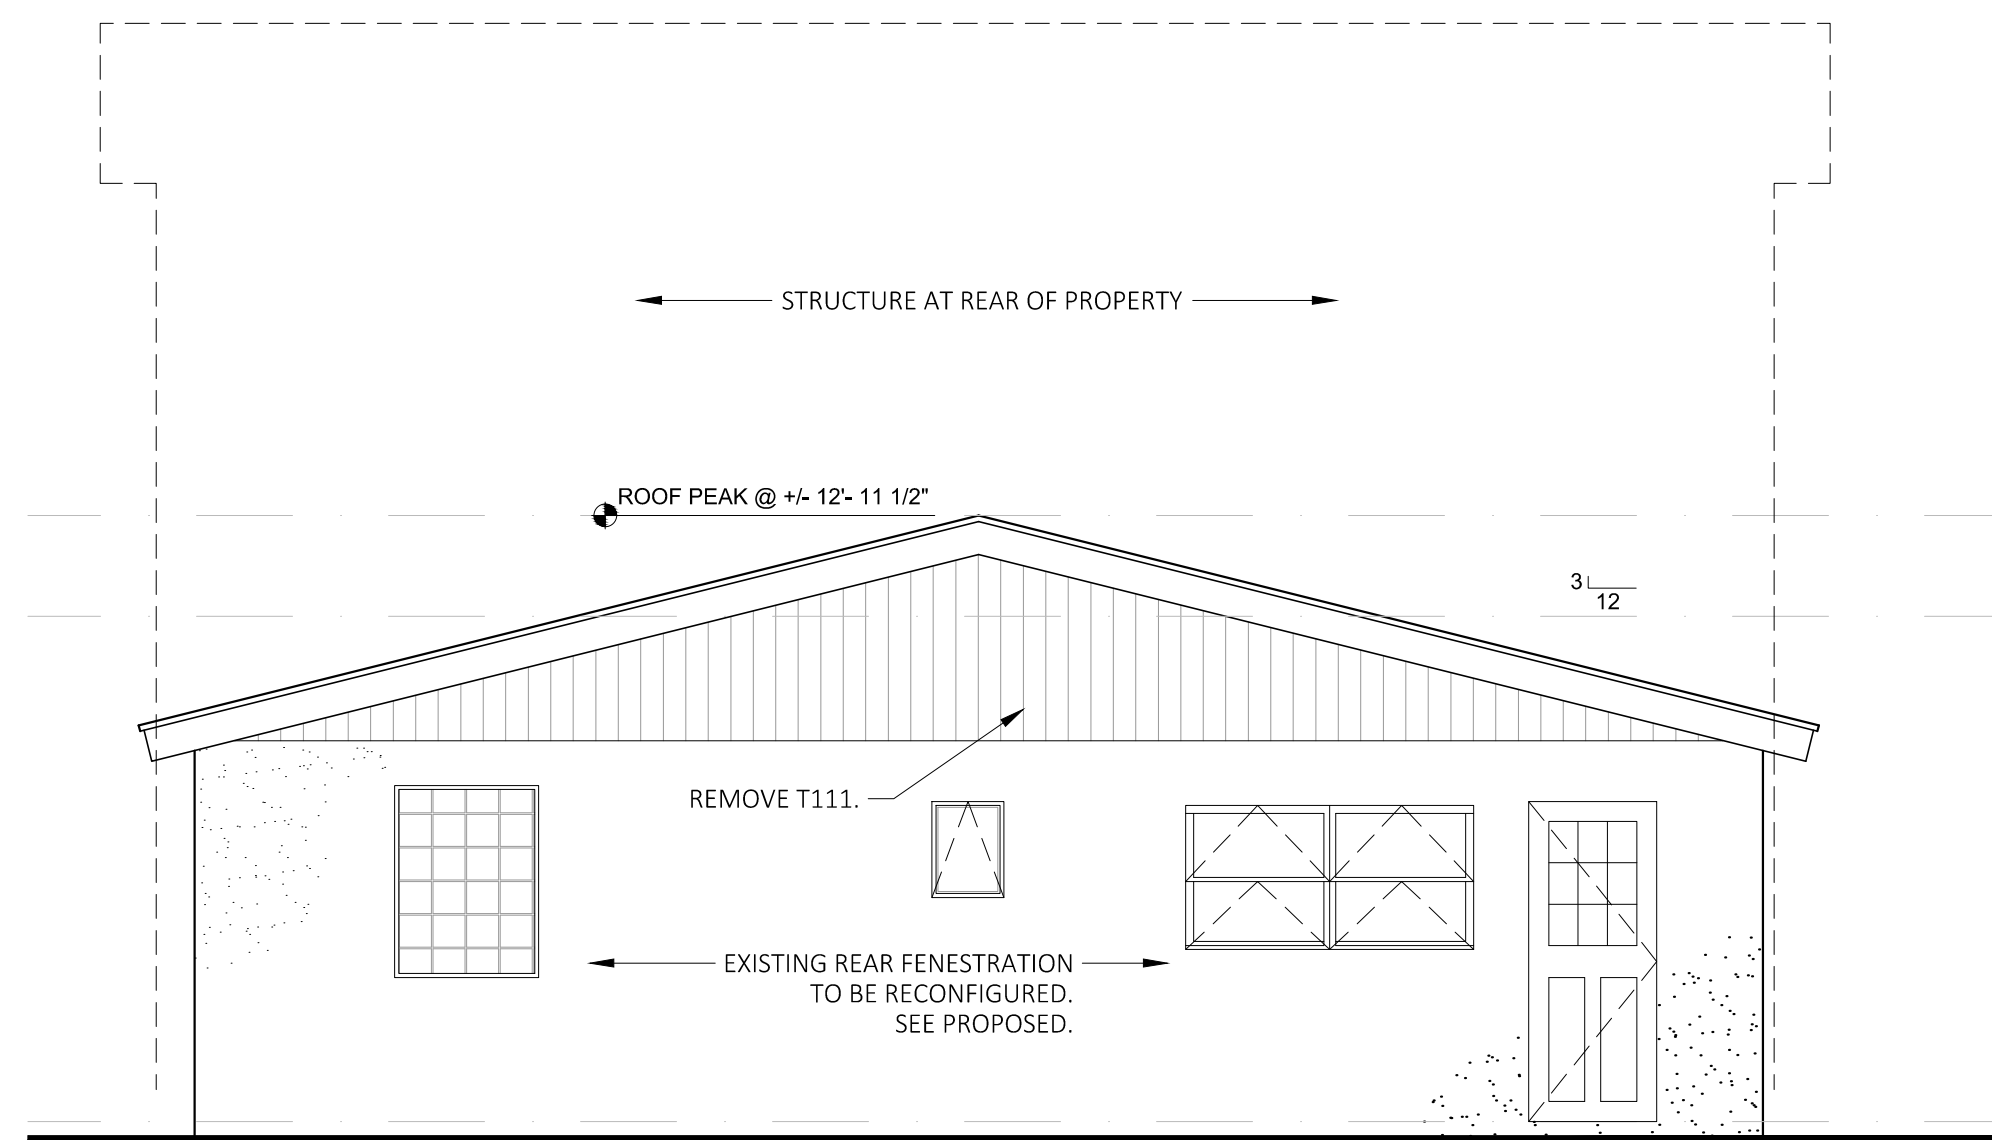 STRUCTURE AT REAR OF PROPERTY
ROOF PEAK @ +/- 12'- 11 1/2"
3
12
REMOVE T111.
EXISTING REAR FENESTRATION
TO BE RECONFIGURED.
SEE PROPOSED.